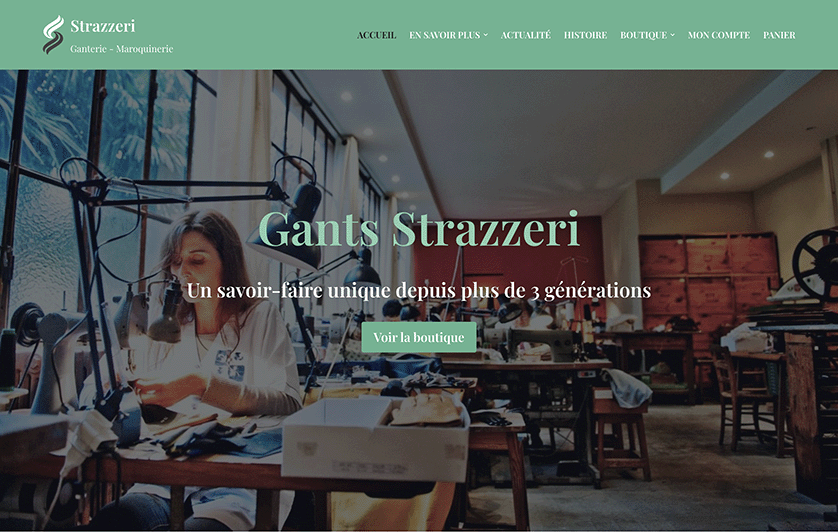 Strazzeri
Ganterie - Maroquinerie
ACCUEIL EN SAVOIR PLUS ACTUALITÉ HISTOIRE BOUTIQUE MON COMPTE PANIER
Gants Strazzeri
Un savoir-faire unique depuis plus de 3 générations
Voir la boutique